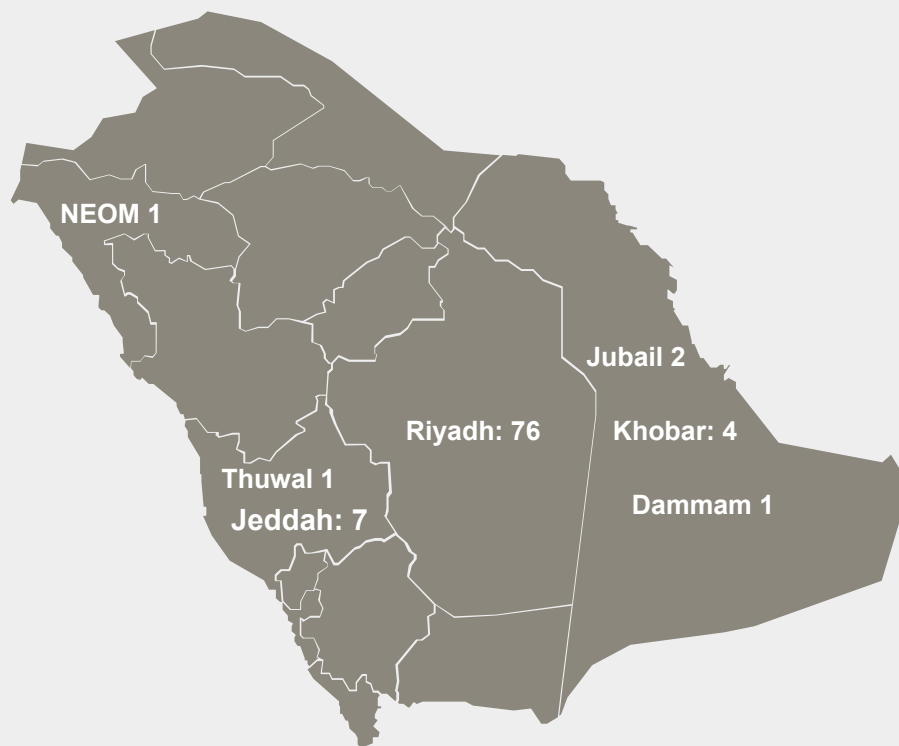 NEOM 1
Jubail 2
Riyadh: 76
Khobar: 4
Thuwal 1
Dammam 1
Jeddah: 7